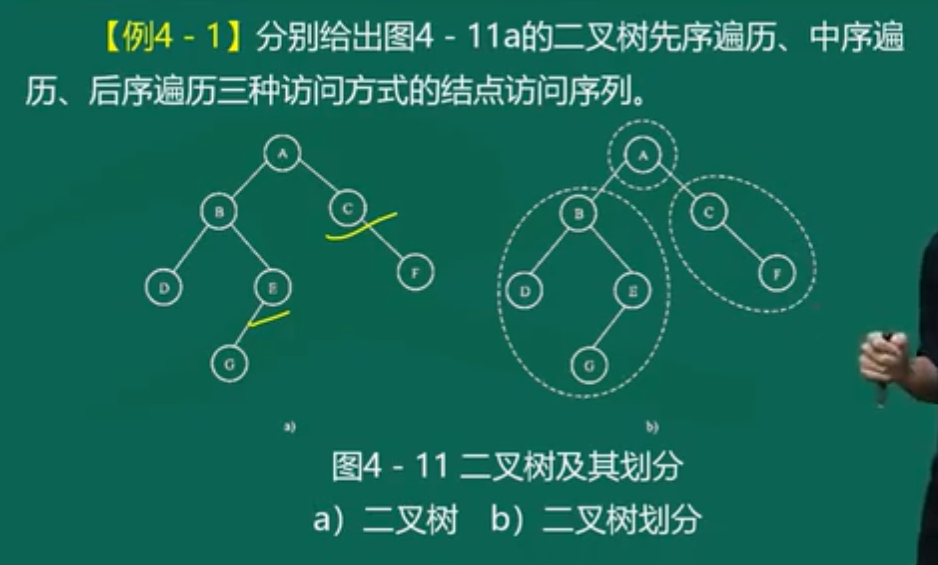 【例4-1】分别给出图4-11a的二叉树先序遍历、中序遍
历、后序遍历三种访问方式的结点访问序列。
A
B C
D E F
G
a)
A
B C
D E F
G
b)
图4-11 二叉树及其划分
a）二叉树 b）二叉树划分